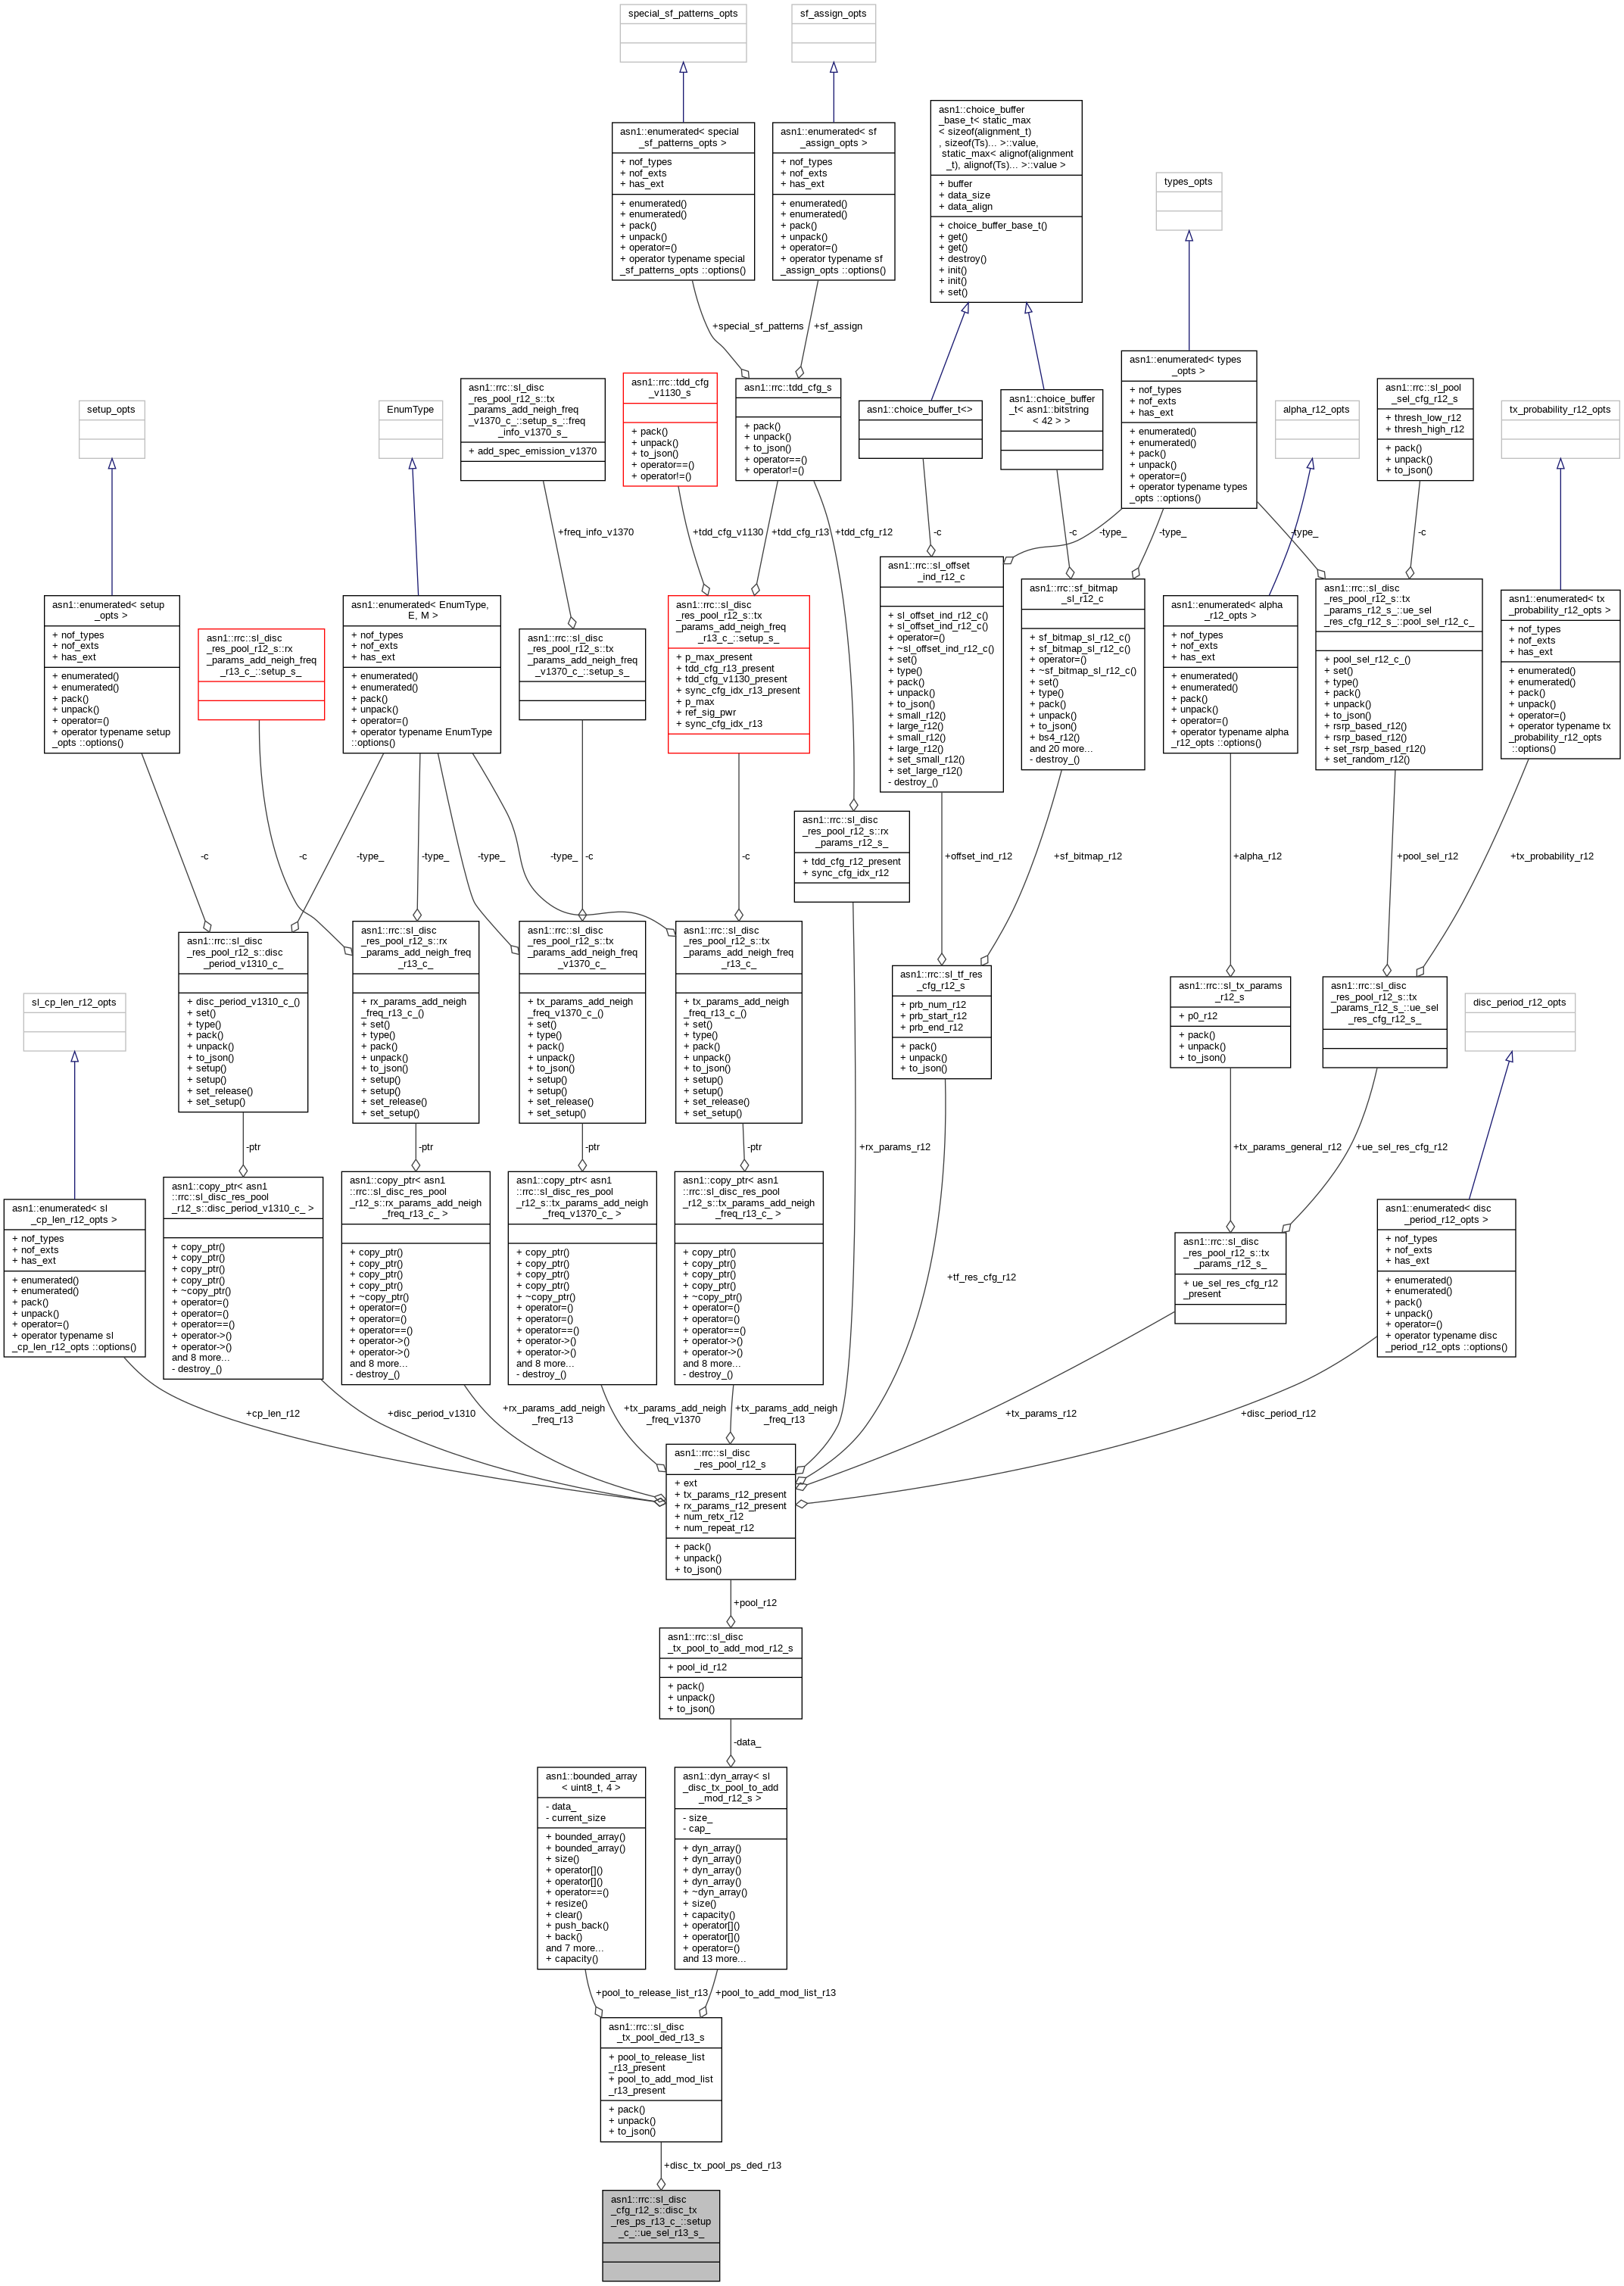 special_sf_patterns_opts
sf_assign_opts
asn1::enumerated< special
_sf_patterns_opts >
+ nof_types
+ nof_exts
+ has_ext
+ enumerated()
+ enumerated()
+ pack()
+ unpack()
+ operator=()
+ operator typename special
_sf_patterns_opts ::options()
asn1::enumerated< sf
_assign_opts >
+ nof_types
+ nof_exts
+ has_ext
+ enumerated()
+ enumerated()
+ pack()
+ unpack()
+ operator=()
+ operator typename sf
_assign_opts ::options()
asn1::choice_buffer
_base_t< static_max
< sizeof(alignment_t)
, sizeof(Ts)... >::value,
static_max< alignof(alignment
_t), alignof(Ts)... >::value >
+ buffer
+ data_size
+ data_align
+ choice_buffer_base_t()
+ get()
+ get()
+ destroy()
+ init()
+ init()
+ set()
types_opts
+special_sf_patterns
+sf_assign
asn1::enumerated< types
_opts >
+ nof_types
+ nof_exts
+ has_ext
+ enumerated()
+ enumerated()
+ pack()
+ unpack()
+ operator=()
+ operator typename types
_opts ::options()
setup_opts
EnumType
asn1::rrc::sl_disc
_res_pool_r12_s::tx
_params_add_neigh_freq
_v1370_c_::setup_s_::freq
_info_v1370_s_
+ add_spec_emission_v1370
asn1::rrc::tdd_cfg
_v1130_s
+ pack()
+ unpack()
+ to_json()
+ operator==()
+ operator!=()
asn1::rrc::tdd_cfg_s
+ pack()
+ unpack()
+ to_json()
+ operator==()
+ operator!=()
asn1::choice_buffer_t<>
asn1::choice_buffer
_t< asn1::bitstring
< 42 > >
alpha_r12_opts
asn1::rrc::sl_pool
_sel_cfg_r12_s
+ thresh_low_r12
+ thresh_high_r12
+ pack()
+ unpack()
+ to_json()
tx_probability_r12_opts
+freq_info_v1370
+tdd_cfg_v1130
+tdd_cfg_r13
+tdd_cfg_r12
-c
-c
-type_
-type_
-type_
-c
asn1::enumerated< setup
_opts >
+ nof_types
+ nof_exts
+ has_ext
+ enumerated()
+ enumerated()
+ pack()
+ unpack()
+ operator=()
+ operator typename setup
_opts ::options()
asn1::rrc::sl_disc
_res_pool_r12_s::rx
_params_add_neigh_freq
_r13_c_::setup_s_
asn1::enumerated< EnumType,
E, M >
+ nof_types
+ nof_exts
+ has_ext
+ enumerated()
+ enumerated()
+ pack()
+ unpack()
+ operator=()
+ operator typename EnumType
::options()
asn1::rrc::sl_disc
_res_pool_r12_s::tx
_params_add_neigh_freq
_v1370_c_::setup_s_
asn1::rrc::sl_disc
_res_pool_r12_s::tx
_params_add_neigh_freq
_r13_c_::setup_s_
+ p_max_present
+ tdd_cfg_r13_present
+ tdd_cfg_v1130_present
+ sync_cfg_idx_r13_present
+ p_max
+ ref_sig_pwr
+ sync_cfg_idx_r13
asn1::rrc::sl_offset
_ind_r12_c
+ sl_offset_ind_r12_c()
+ sl_offset_ind_r12_c()
+ operator=()
+ ~sl_offset_ind_r12_c()
+ set()
+ type()
+ pack()
+ unpack()
+ to_json()
+ small_r12()
+ large_r12()
+ small_r12()
+ large_r12()
+ set_small_r12()
+ set_large_r12()
- destroy_()
asn1::rrc::sf_bitmap
_sl_r12_c
+ sf_bitmap_sl_r12_c()
+ sf_bitmap_sl_r12_c()
+ operator=()
+ ~sf_bitmap_sl_r12_c()
+ set()
+ type()
+ pack()
+ unpack()
+ to_json()
+ bs4_r12()
and 20 more...
- destroy_()
asn1::enumerated< alpha
_r12_opts >
+ nof_types
+ nof_exts
+ has_ext
+ enumerated()
+ enumerated()
+ pack()
+ unpack()
+ operator=()
+ operator typename alpha
_r12_opts ::options()
asn1::rrc::sl_disc
_res_pool_r12_s::tx
_params_r12_s_::ue_sel
_res_cfg_r12_s_::pool_sel_r12_c_
+ pool_sel_r12_c_()
+ set()
+ type()
+ pack()
+ unpack()
+ to_json()
+ rsrp_based_r12()
+ rsrp_based_r12()
+ set_rsrp_based_r12()
+ set_random_r12()
asn1::enumerated< tx
_probability_r12_opts >
+ nof_types
+ nof_exts
+ has_ext
+ enumerated()
+ enumerated()
+ pack()
+ unpack()
+ operator=()
+ operator typename tx
_probability_r12_opts
::options()
asn1::rrc::sl_disc
_res_pool_r12_s::rx
_params_r12_s_
+ tdd_cfg_r12_present
+ sync_cfg_idx_r12
-c
-c
-type_
-type_
-type_
-type_
-c
-c
+offset_ind_r12
+sf_bitmap_r12
+alpha_r12
+pool_sel_r12
+tx_probability_r12
asn1::rrc::sl_disc
_res_pool_r12_s::disc
_period_v1310_c_
+ disc_period_v1310_c_()
+ set()
+ type()
+ pack()
+ unpack()
+ to_json()
+ setup()
+ setup()
+ set_release()
+ set_setup()
asn1::rrc::sl_disc
_res_pool_r12_s::rx
_params_add_neigh_freq
_r13_c_
+ rx_params_add_neigh
_freq_r13_c_()
+ set()
+ type()
+ pack()
+ unpack()
+ to_json()
+ setup()
+ setup()
+ set_release()
+ set_setup()
asn1::rrc::sl_disc
_res_pool_r12_s::tx
_params_add_neigh_freq
_v1370_c_
+ tx_params_add_neigh
_freq_v1370_c_()
+ set()
+ type()
+ pack()
+ unpack()
+ to_json()
+ setup()
+ setup()
+ set_release()
+ set_setup()
asn1::rrc::sl_disc
_res_pool_r12_s::tx
_params_add_neigh_freq
_r13_c_
+ tx_params_add_neigh
_freq_r13_c_()
+ set()
+ type()
+ pack()
+ unpack()
+ to_json()
+ setup()
+ setup()
+ set_release()
+ set_setup()
asn1::rrc::sl_tf_res
_cfg_r12_s
+ prb_num_r12
+ prb_start_r12
+ prb_end_r12
+ pack()
+ unpack()
+ to_json()
asn1::rrc::sl_tx_params
_r12_s
+ p0_r12
+ pack()
+ unpack()
+ to_json()
asn1::rrc::sl_disc
_res_pool_r12_s::tx
_params_r12_s_::ue_sel
_res_cfg_r12_s_
sl_cp_len_r12_opts
disc_period_r12_opts
-ptr
-ptr
-ptr
-ptr
+rx_params_r12
+tx_params_general_r12
+ue_sel_res_cfg_r12
asn1::enumerated< sl
_cp_len_r12_opts >
+ nof_types
+ nof_exts
+ has_ext
+ enumerated()
+ enumerated()
+ pack()
+ unpack()
+ operator=()
+ operator typename sl
_cp_len_r12_opts ::options()
asn1::copy_ptr< asn1
::rrc::sl_disc_res_pool
_r12_s::disc_period_v1310_c_ >
+ copy_ptr()
+ copy_ptr()
+ copy_ptr()
+ copy_ptr()
+ ~copy_ptr()
+ operator=()
+ operator=()
+ operator==()
+ operator->()
+ operator->()
and 8 more...
- destroy_()
asn1::copy_ptr< asn1
::rrc::sl_disc_res_pool
_r12_s::rx_params_add_neigh
_freq_r13_c_ >
+ copy_ptr()
+ copy_ptr()
+ copy_ptr()
+ copy_ptr()
+ ~copy_ptr()
+ operator=()
+ operator=()
+ operator==()
+ operator->()
+ operator->()
and 8 more...
- destroy_()
asn1::copy_ptr< asn1
::rrc::sl_disc_res_pool
_r12_s::tx_params_add_neigh
_freq_v1370_c_ >
+ copy_ptr()
+ copy_ptr()
+ copy_ptr()
+ copy_ptr()
+ ~copy_ptr()
+ operator=()
+ operator=()
+ operator==()
+ operator->()
+ operator->()
and 8 more...
- destroy_()
asn1::copy_ptr< asn1
::rrc::sl_disc_res_pool
_r12_s::tx_params_add_neigh
_freq_r13_c_ >
+ copy_ptr()
+ copy_ptr()
+ copy_ptr()
+ copy_ptr()
+ ~copy_ptr()
+ operator=()
+ operator=()
+ operator==()
+ operator->()
+ operator->()
and 8 more...
- destroy_()
asn1::rrc::sl_disc
_res_pool_r12_s::tx
_params_r12_s_
+ ue_sel_res_cfg_r12
_present
asn1::enumerated< disc
_period_r12_opts >
+ nof_types
+ nof_exts
+ has_ext
+ enumerated()
+ enumerated()
+ pack()
+ unpack()
+ operator=()
+ operator typename disc
_period_r12_opts ::options()
+tf_res_cfg_r12
+cp_len_r12
+disc_period_v1310
+rx_params_add_neigh
_freq_r13
+tx_params_add_neigh
_freq_v1370
+tx_params_add_neigh
_freq_r13
+tx_params_r12
+disc_period_r12
asn1::rrc::sl_disc
_res_pool_r12_s
+ ext
+ tx_params_r12_present
+ rx_params_r12_present
+ num_retx_r12
+ num_repeat_r12
+ pack()
+ unpack()
+ to_json()
+pool_r12
asn1::rrc::sl_disc
_tx_pool_to_add_mod_r12_s
+ pool_id_r12
+ pack()
+ unpack()
+ to_json()
-data_
asn1::bounded_array
< uint8_t, 4 >
- data_
- current_size
+ bounded_array()
+ bounded_array()
+ size()
+ operator[]()
+ operator[]()
+ operator==()
+ resize()
+ clear()
+ push_back()
+ back()
and 7 more...
+ capacity()
asn1::dyn_array< sl
_disc_tx_pool_to_add
_mod_r12_s >
- size_
- cap_
+ dyn_array()
+ dyn_array()
+ dyn_array()
+ dyn_array()
+ ~dyn_array()
+ size()
+ capacity()
+ operator[]()
+ operator[]()
+ operator=()
and 13 more...
+pool_to_release_list_r13
+pool_to_add_mod_list_r13
asn1::rrc::sl_disc
_tx_pool_ded_r13_s
+ pool_to_release_list
_r13_present
+ pool_to_add_mod_list
_r13_present
+ pack()
+ unpack()
+ to_json()
+disc_tx_pool_ps_ded_r13
asn1::rrc::sl_disc
_cfg_r12_s::disc_tx
_res_ps_r13_c_::setup
_c_::ue_sel_r13_s_